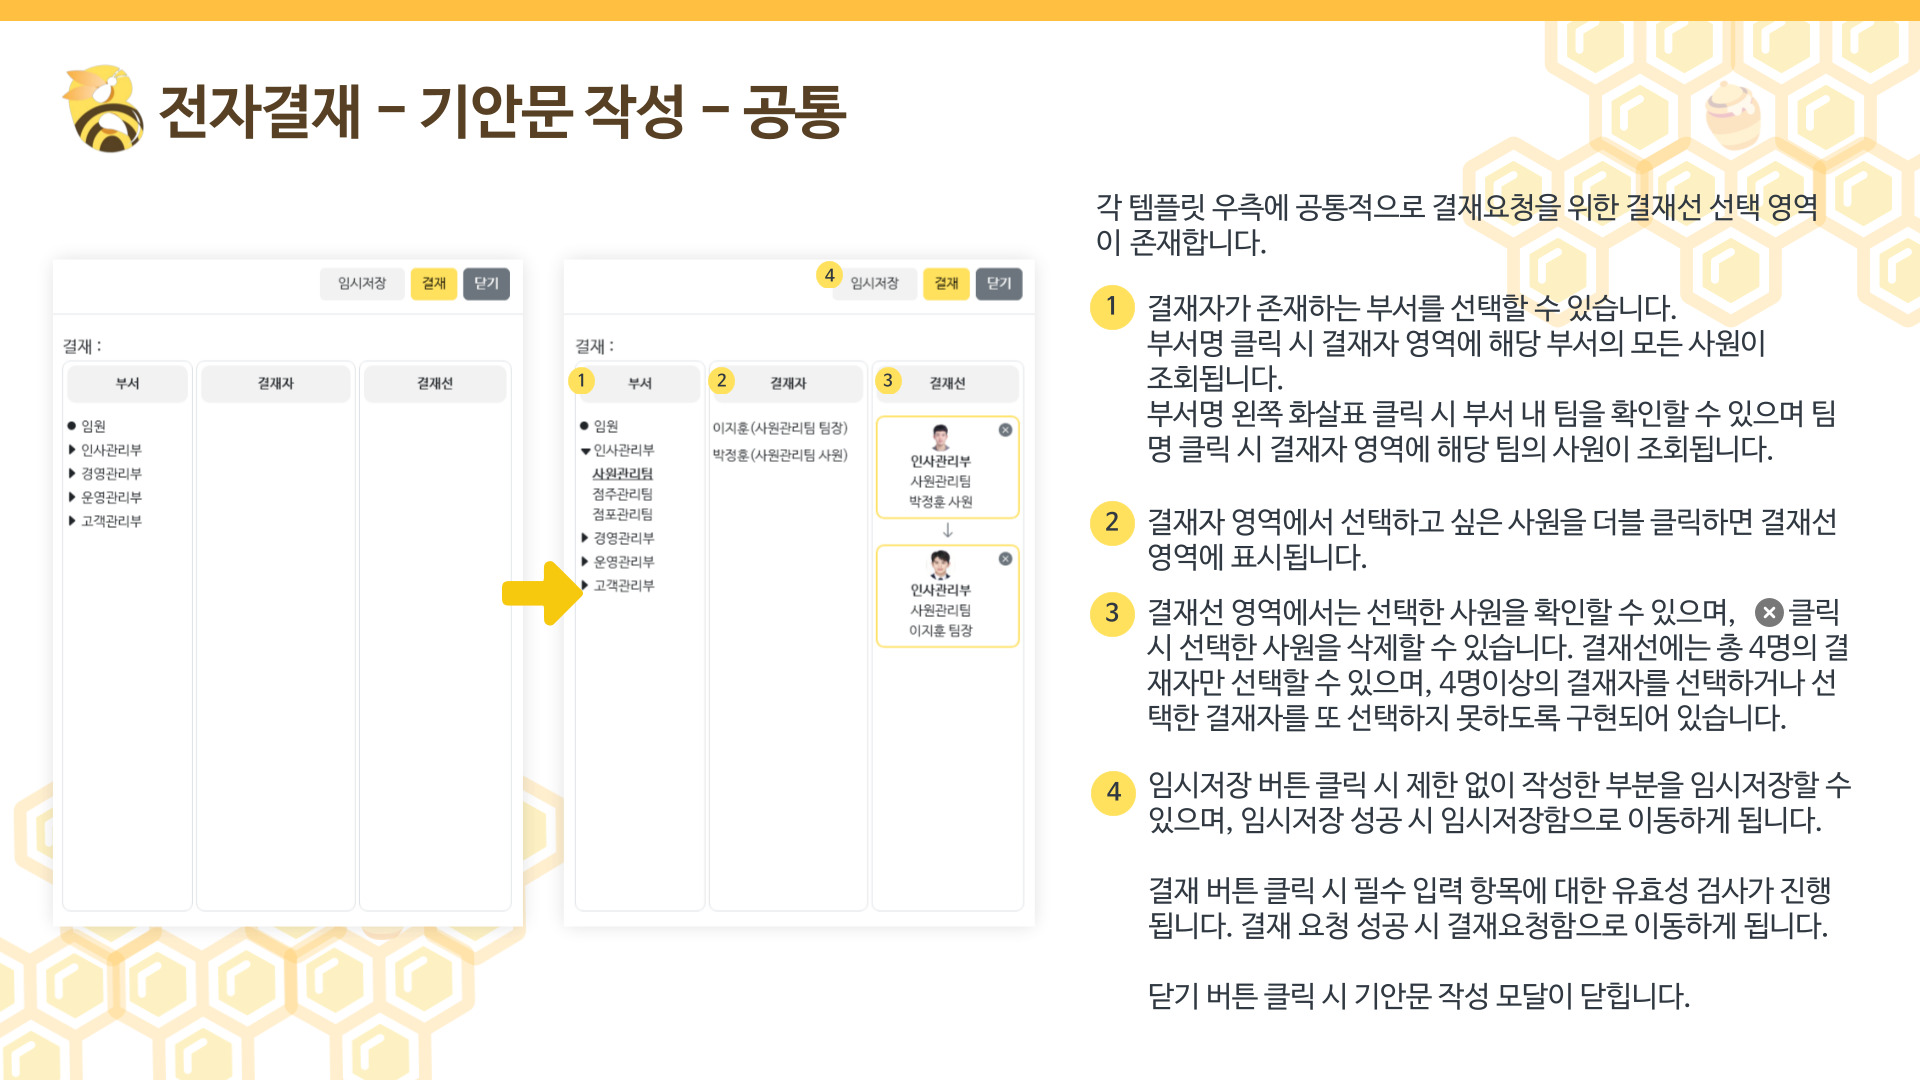 전자결재 - 기안문 작성 - 공통
임시저장 결재 닫기
결재 :
부서 결재자 결재선
임원
인사관리부
경영관리부
운영관리부
고객관리부
4 임시저장 결재 닫기
결재 :
1 부서 2 결재자 3 결재선
임원
인사관리부
사원관리팀
점주관리팀
점포관리팀
경영관리부
운영관리부
고객관리부
이지훈(사원관리팀 팀장)
박정훈(사원관리팀 사원)
인사관리부
사원관리팀
박정훈 사원
↓
인사관리부
사원관리팀
이지훈 팀장
각 템플릿 우측에 공통적으로 결재요청을 위한 결재선 선택 영역
이 존재합니다.
1 결재자가 존재하는 부서를 선택할 수 있습니다.
부서명 클릭 시 결재자 영역에 해당 부서의 모든 사원이
조회됩니다.
부서명 왼쪽 화살표 클릭 시 부서 내 팀을 확인할 수 있으며 팀
명 클릭 시 결재자 영역에 해당 팀의 사원이 조회됩니다.
2 결재자 영역에서 선택하고 싶은 사원을 더블 클릭하면 결재선
영역에 표시됩니다.
3 결재선 영역에서는 선택한 사원을 확인할 수 있으며, 클릭
시 선택한 사원을 삭제할 수 있습니다. 결재선에는 총 4명의 결
재자만 선택할 수 있으며, 4명이상의 결재자를 선택하거나 선
택한 결재자를 또 선택하지 못하도록 구현되어 있습니다.
4 임시저장 버튼 클릭 시 제한 없이 작성한 부분을 임시저장할 수
있으며, 임시저장 성공 시 임시저장함으로 이동하게 됩니다.
결재 버튼 클릭 시 필수 입력 항목에 대한 유효성 검사가 진행
됩니다. 결재 요청 성공 시 결재요청함으로 이동하게 됩니다.
닫기 버튼 클릭 시 기안문 작성 모달이 닫힙니다.